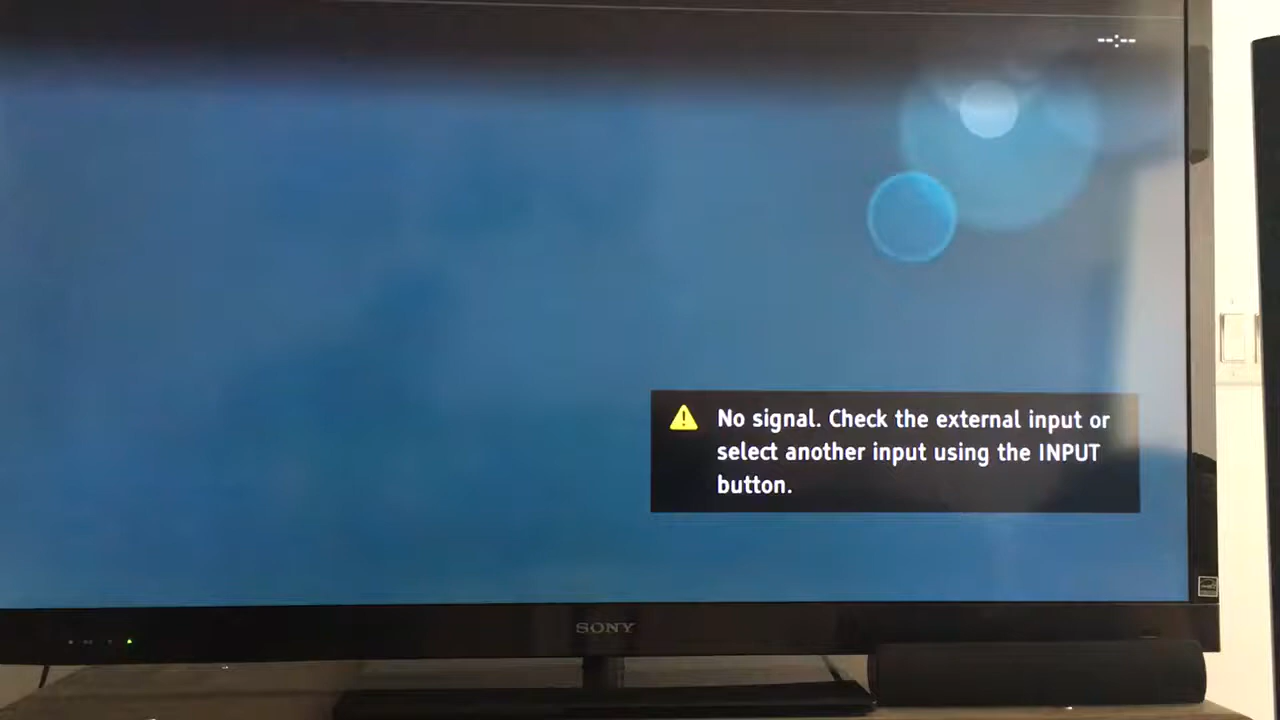 --:--
No signal. Check the external input or
select another input using the INPUT
button.
SONY